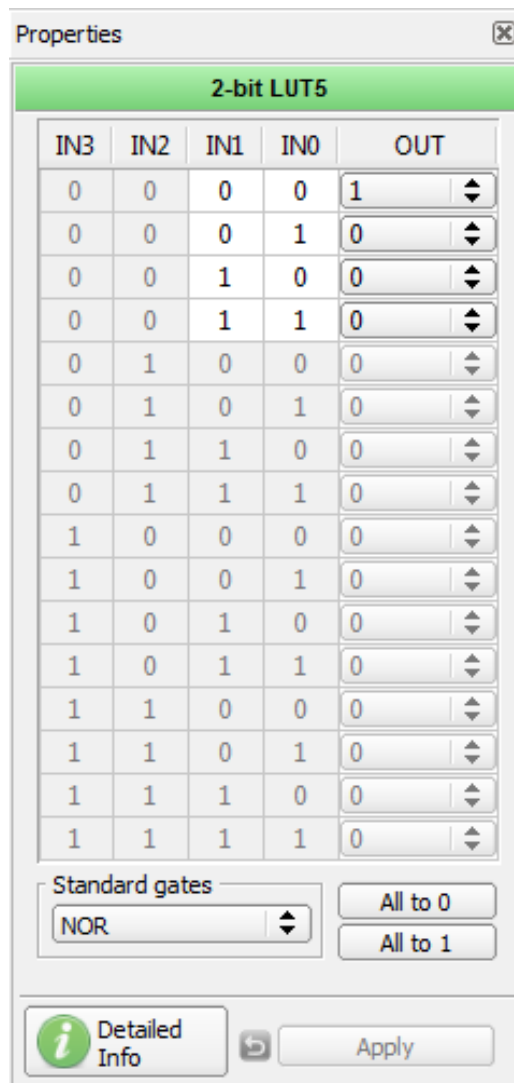 Properties
2-bit LUT5
IN3 IN2 IN1 IN0 OUT
0 0 0 0 1
0 0 0 1 0
0 0 1 0 0
0 0 1 1 0
0 1 0 0 0
0 1 0 1 0
0 1 1 0 0
0 1 1 1 0
1 0 0 0 0
1 0 0 1 0
1 0 1 0 0
1 0 1 1 0
1 1 0 0 0
1 1 0 1 0
1 1 1 0 0
1 1 1 1 0
Standard gates
NOR
All to 0
All to 1
Detailed
Info
Apply